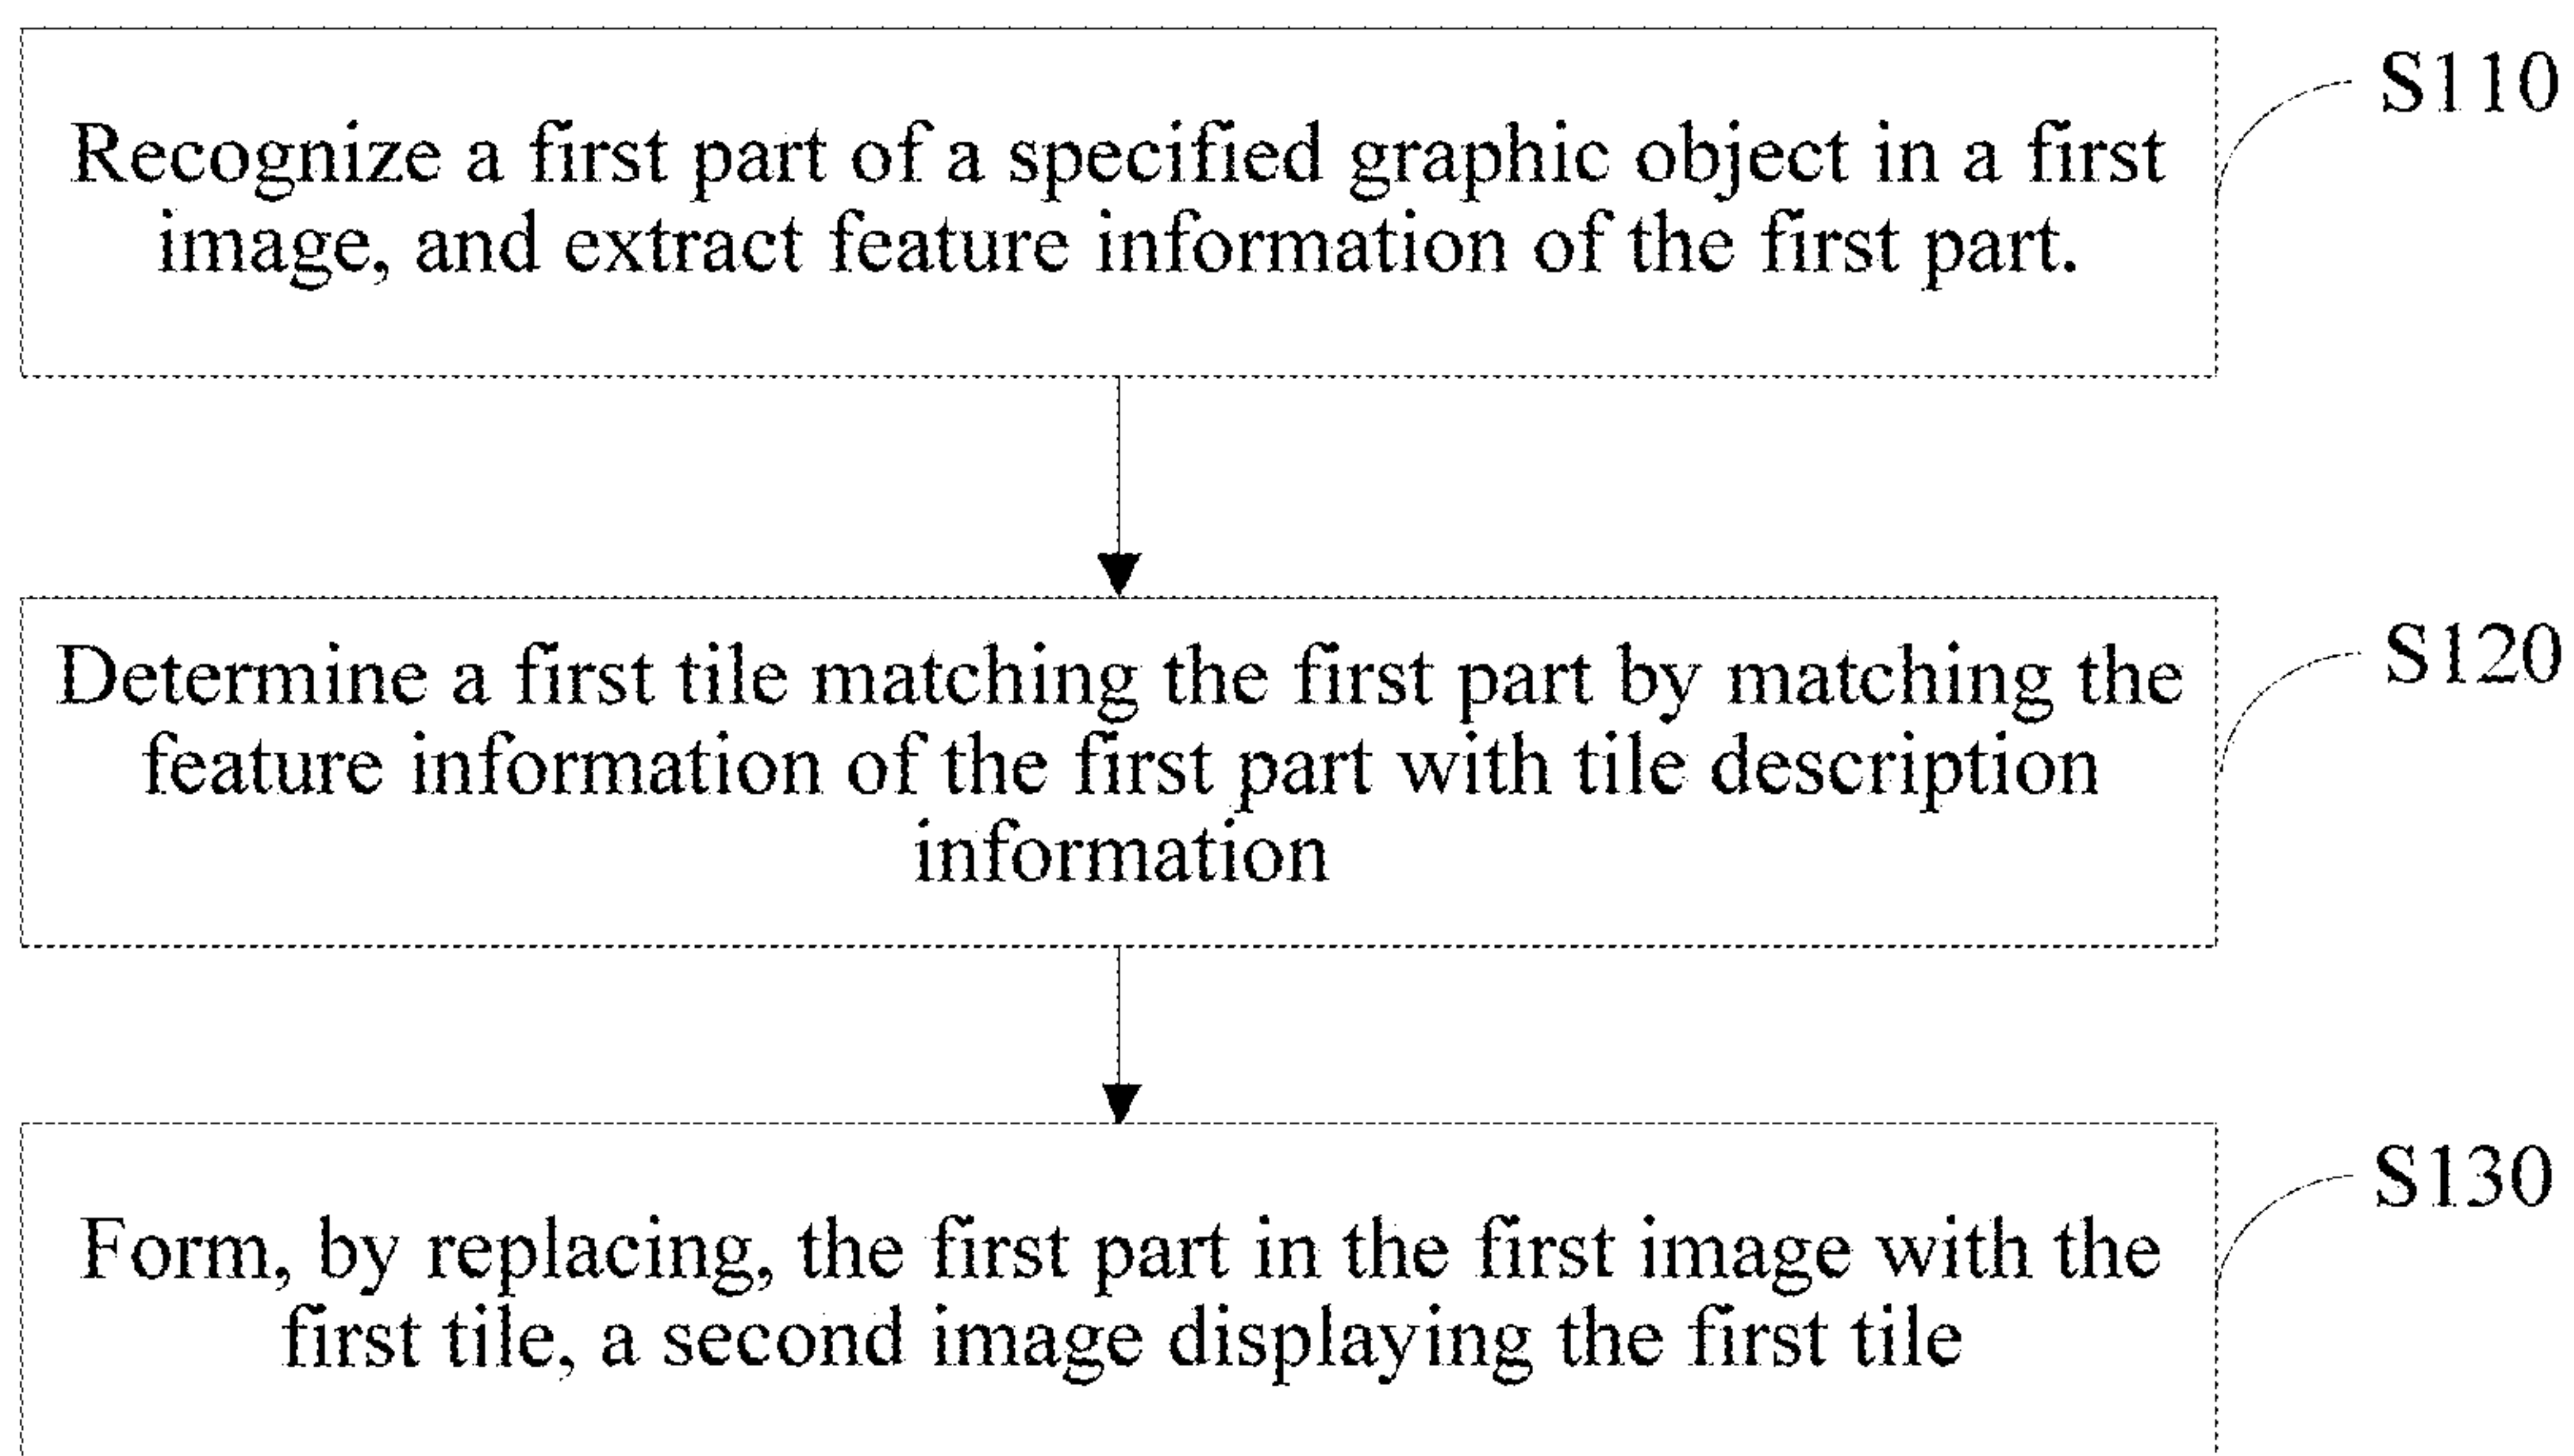 S110
Recognize a first part of a specified graphic object in a first
image, and extract feature information of the first part.
S120
Determine a first tile matching the first part by matching the
feature information of the first part with tile description
information
S130
Form, by replacing, the first part in the first image with the
first tile, a second image displaying the first tile